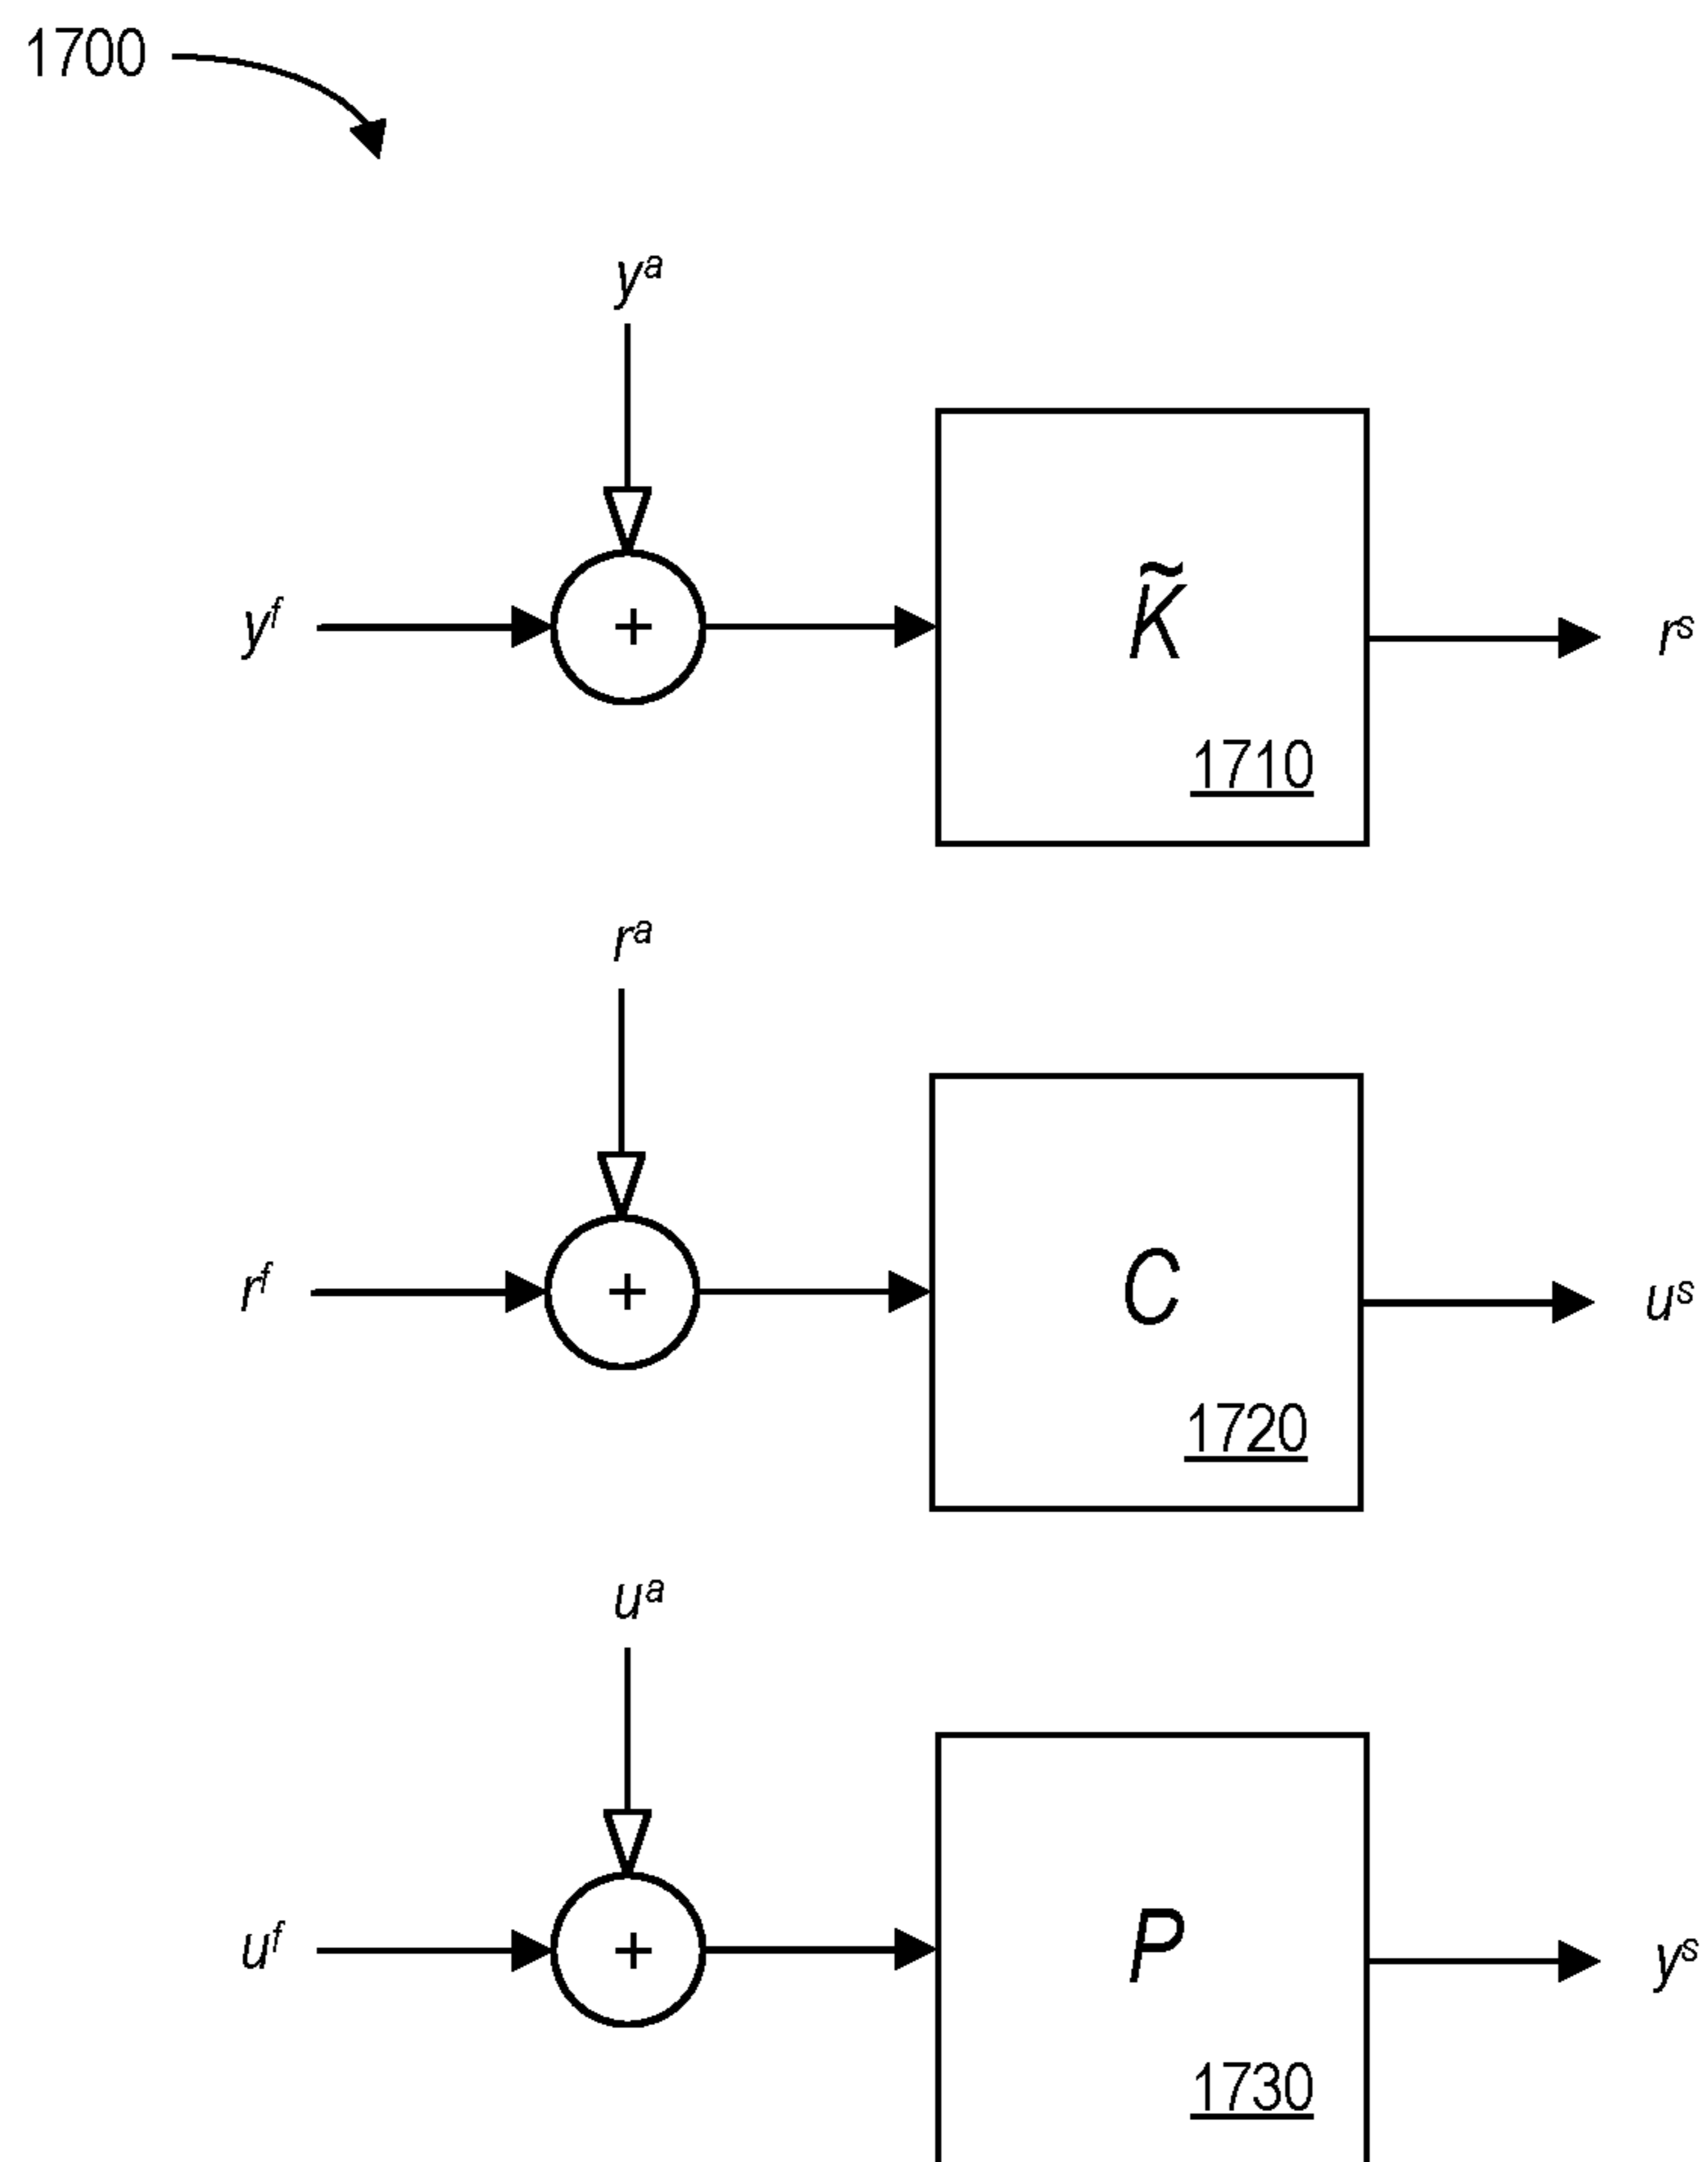 1700
yᵃ
yᶠ
+
K̃
1710
rˢ
rᵃ
rᶠ
+
C
1720
uˢ
uᵃ
uᶠ
+
P
1730
yˢ